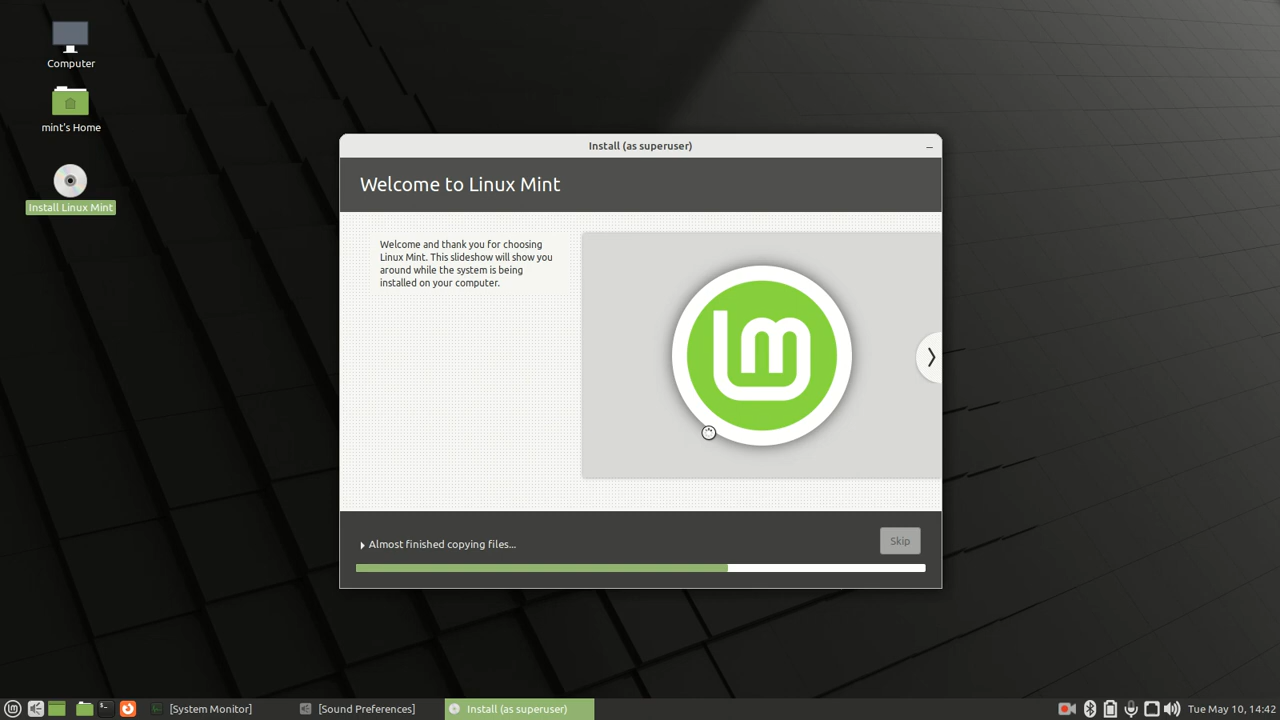 Computer
mint's Home
Install Linux Mint
Install (as superuser)
Welcome to Linux Mint
Welcome and thank you for choosing
Linux Mint. This slideshow will show you
around while the system is being
installed on your computer.
Almost finished copying files...
Skip
[System Monitor]
[Sound Preferences]
Install (as superuser)
Tue May 10, 14:42